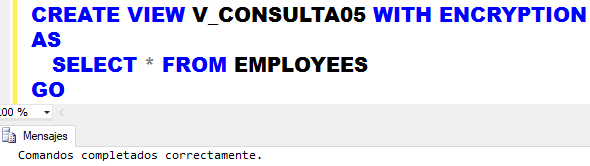 CREATE VIEW V_CONSULTA05 WITH ENCRYPTION
AS
SELECT * FROM EMPLOYEES
GO
.00 %
Mensajes
Comandos completados correctamente.